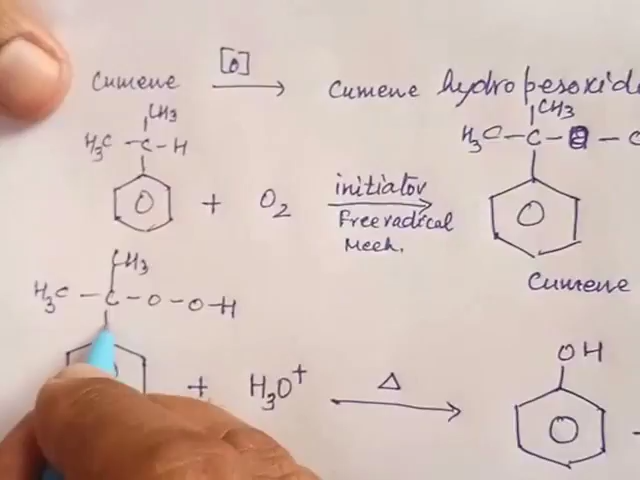 Cumene [O] Cumene hydroperoxide
CH3 CH3
H3C -C-H H3C-C-O-
+ O2 initiator
Free radical
Mech.
Cumene
CH3
H3C -C-O-O-H
OH
+ H3O+ Δ